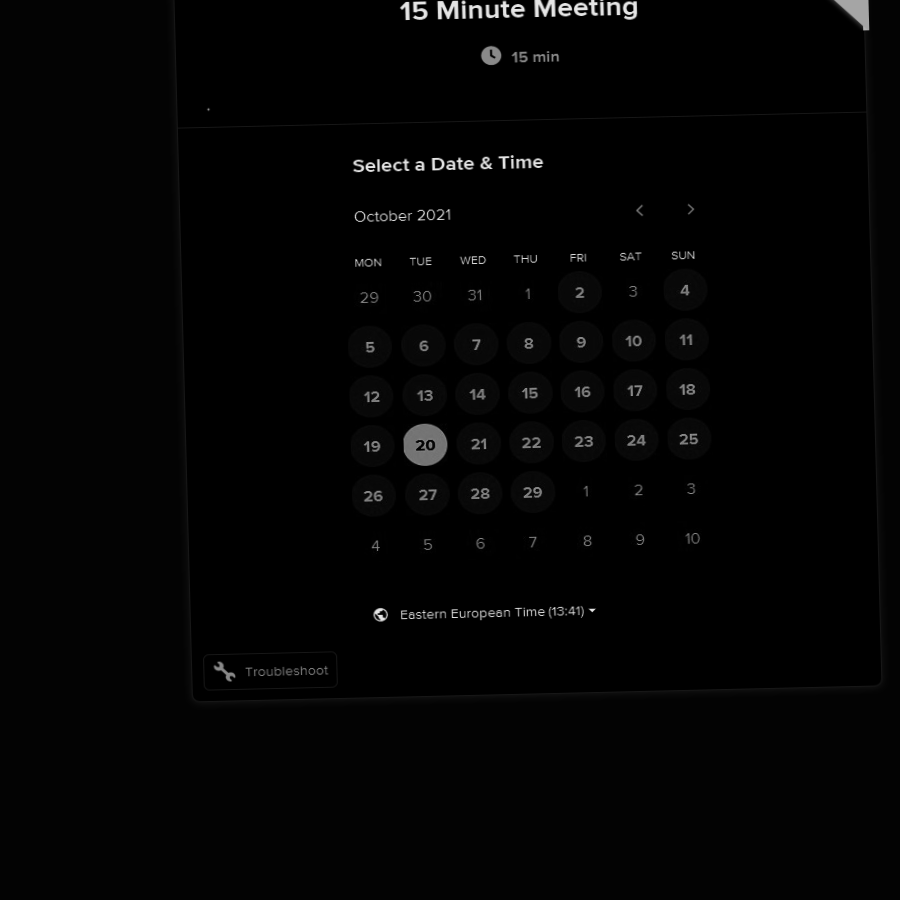 15 Minute Meeting
15 min
.
Select a Date & Time
October 2021
MON TUE WED THU FRI SAT SUN
29 30 31 1 2 3 4
5 6 7 8 9 10 11
12 13 14 15 16 17 18
19 20 21 22 23 24 25
26 27 28 29 1 2 3
4 5 6 7 8 9 10
Eastern European Time (13:41)
Troubleshoot